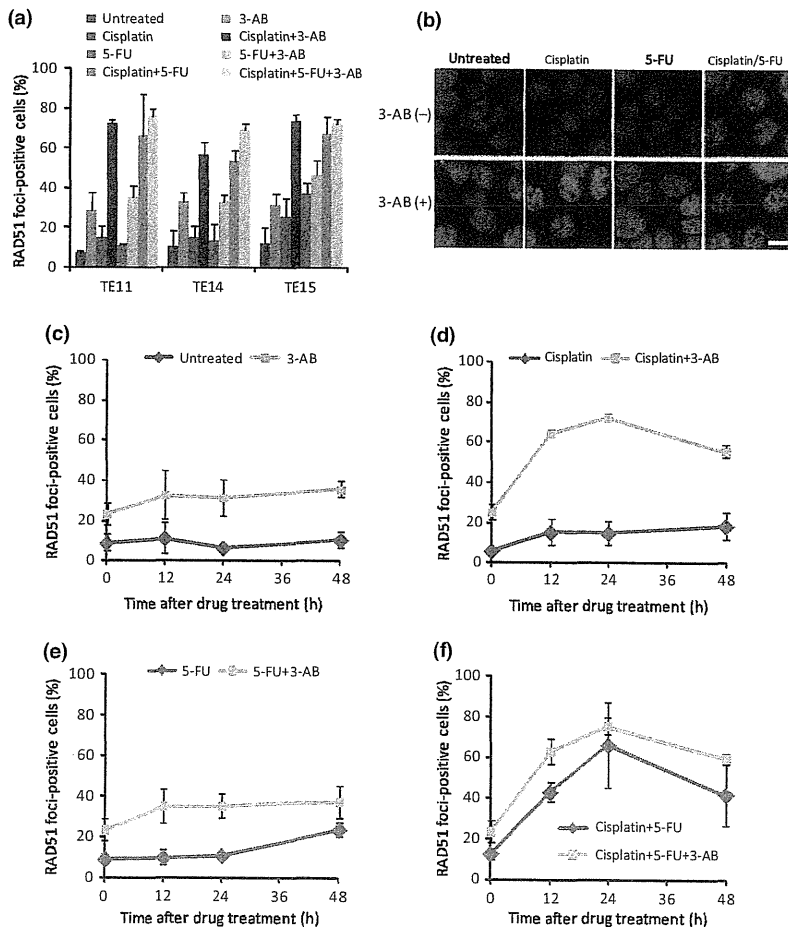 (a)
Untreated 3-AB
Cisplatin Cisplatin+3-AB
5-FU 5-FU+3-AB
Cisplatin+5-FU Cisplatin+5-FU+3-AB
RAD51 foci-positive cells (%)
100
80
60
40
20
0
TE11 TE14 TE15
(b)
Untreated Cisplatin 5-FU Cisplatin/5-FU
3-AB (−)
3-AB (+)
(c)
Untreated 3-AB
RAD51 foci-positive cells (%)
100
80
60
40
20
0
0 12 24 36 48
Time after drug treatment (h)
(d)
Cisplatin Cisplatin+3-AB
RAD51 foci-positive cells (%)
100
80
60
40
20
0
0 12 24 36 48
Time after drug treatment (h)
(e)
5-FU 5-FU+3-AB
RAD51 foci-positive cells (%)
100
80
60
40
20
0
0 12 24 36 48
Time after drug treatment (h)
(f)
RAD51 foci-positive cells (%)
100
80
60
40
20
0
Cisplatin+5-FU
Cisplatin+5-FU+3-AB
0 12 24 36 48
Time after drug treatment (h)